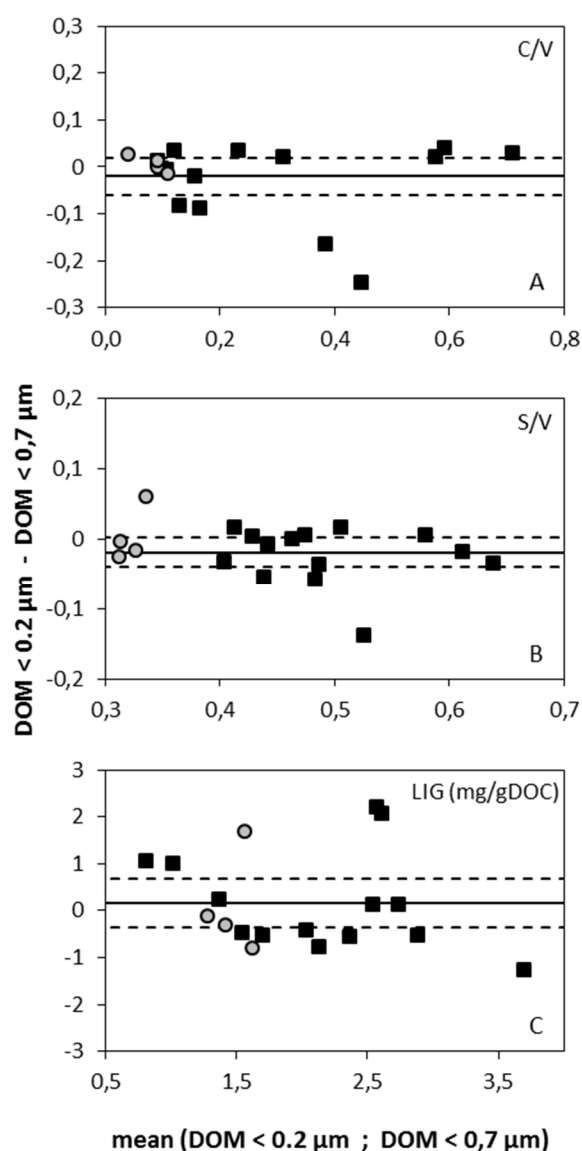 0,3
0,2
0,1
0
-0,1
-0,2
-0,3
C/V
A
0,0 0,2 0,4 0,6 0,8
DOM < 0.2 µm - DOM < 0,7 µm
0,2
0,1
0
-0,1
-0,2
S/V
B
0,3 0,4 0,5 0,6 0,7
3
2
1
0
-1
-2
-3
LIG (mg/gDOC)
C
0,5 1,5 2,5 3,5
mean (DOM < 0.2 µm ; DOM < 0,7 µm)